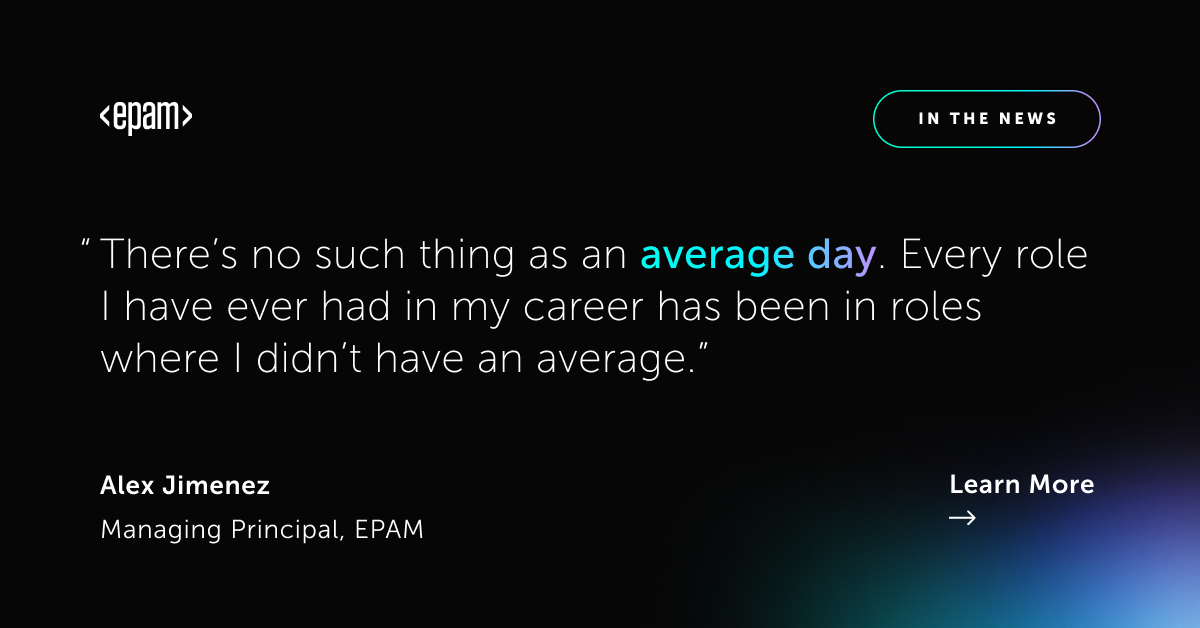 <epam>
IN THE NEWS
“There’s no such thing as an average day. Every role
I have ever had in my career has been in roles
where I didn’t have an average.”
Alex Jimenez
Managing Principal, EPAM
Learn More
→